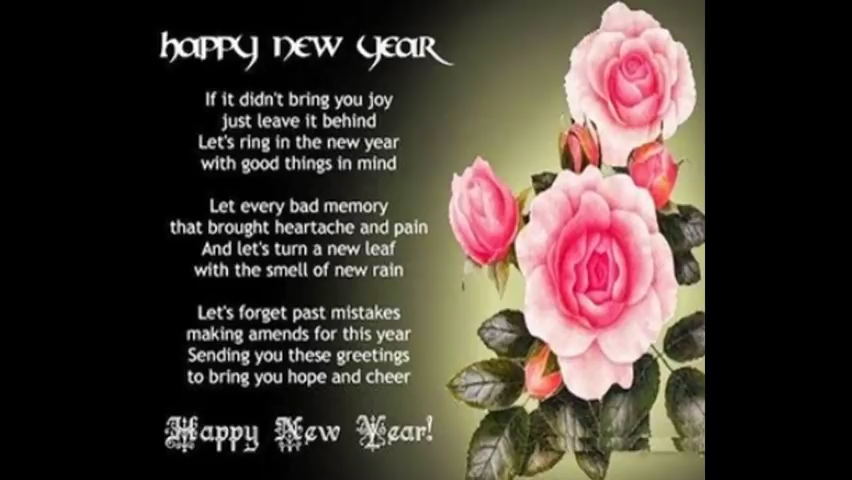 Happy New Year
If it didn't bring you joy
just leave it behind
Let's ring in the new year
with good things in mind
Let every bad memory
that brought heartache and pain
And let's turn a new leaf
with the smell of new rain
Let's forget past mistakes
making amends for this year
Sending you these greetings
to bring you hope and cheer
Happy New Year!